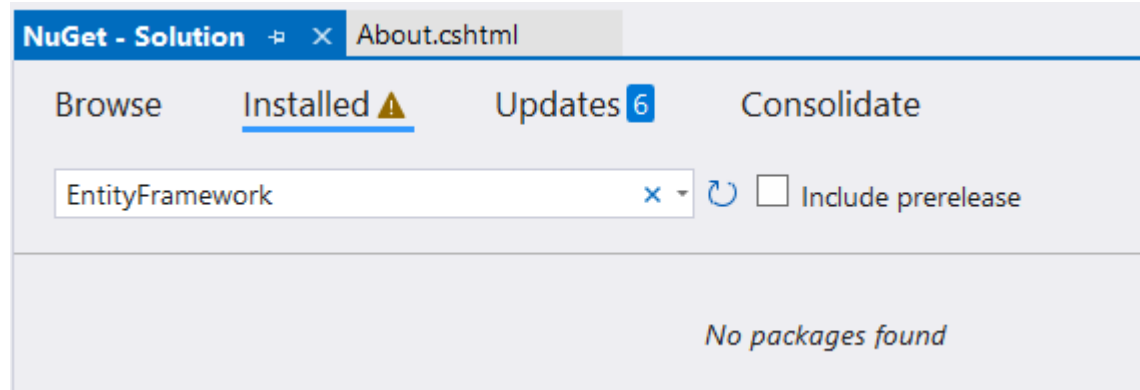 NuGet - Solution About.cshtml
Browse Installed Updates 6 Consolidate
EntityFramework Include prerelease
No packages found